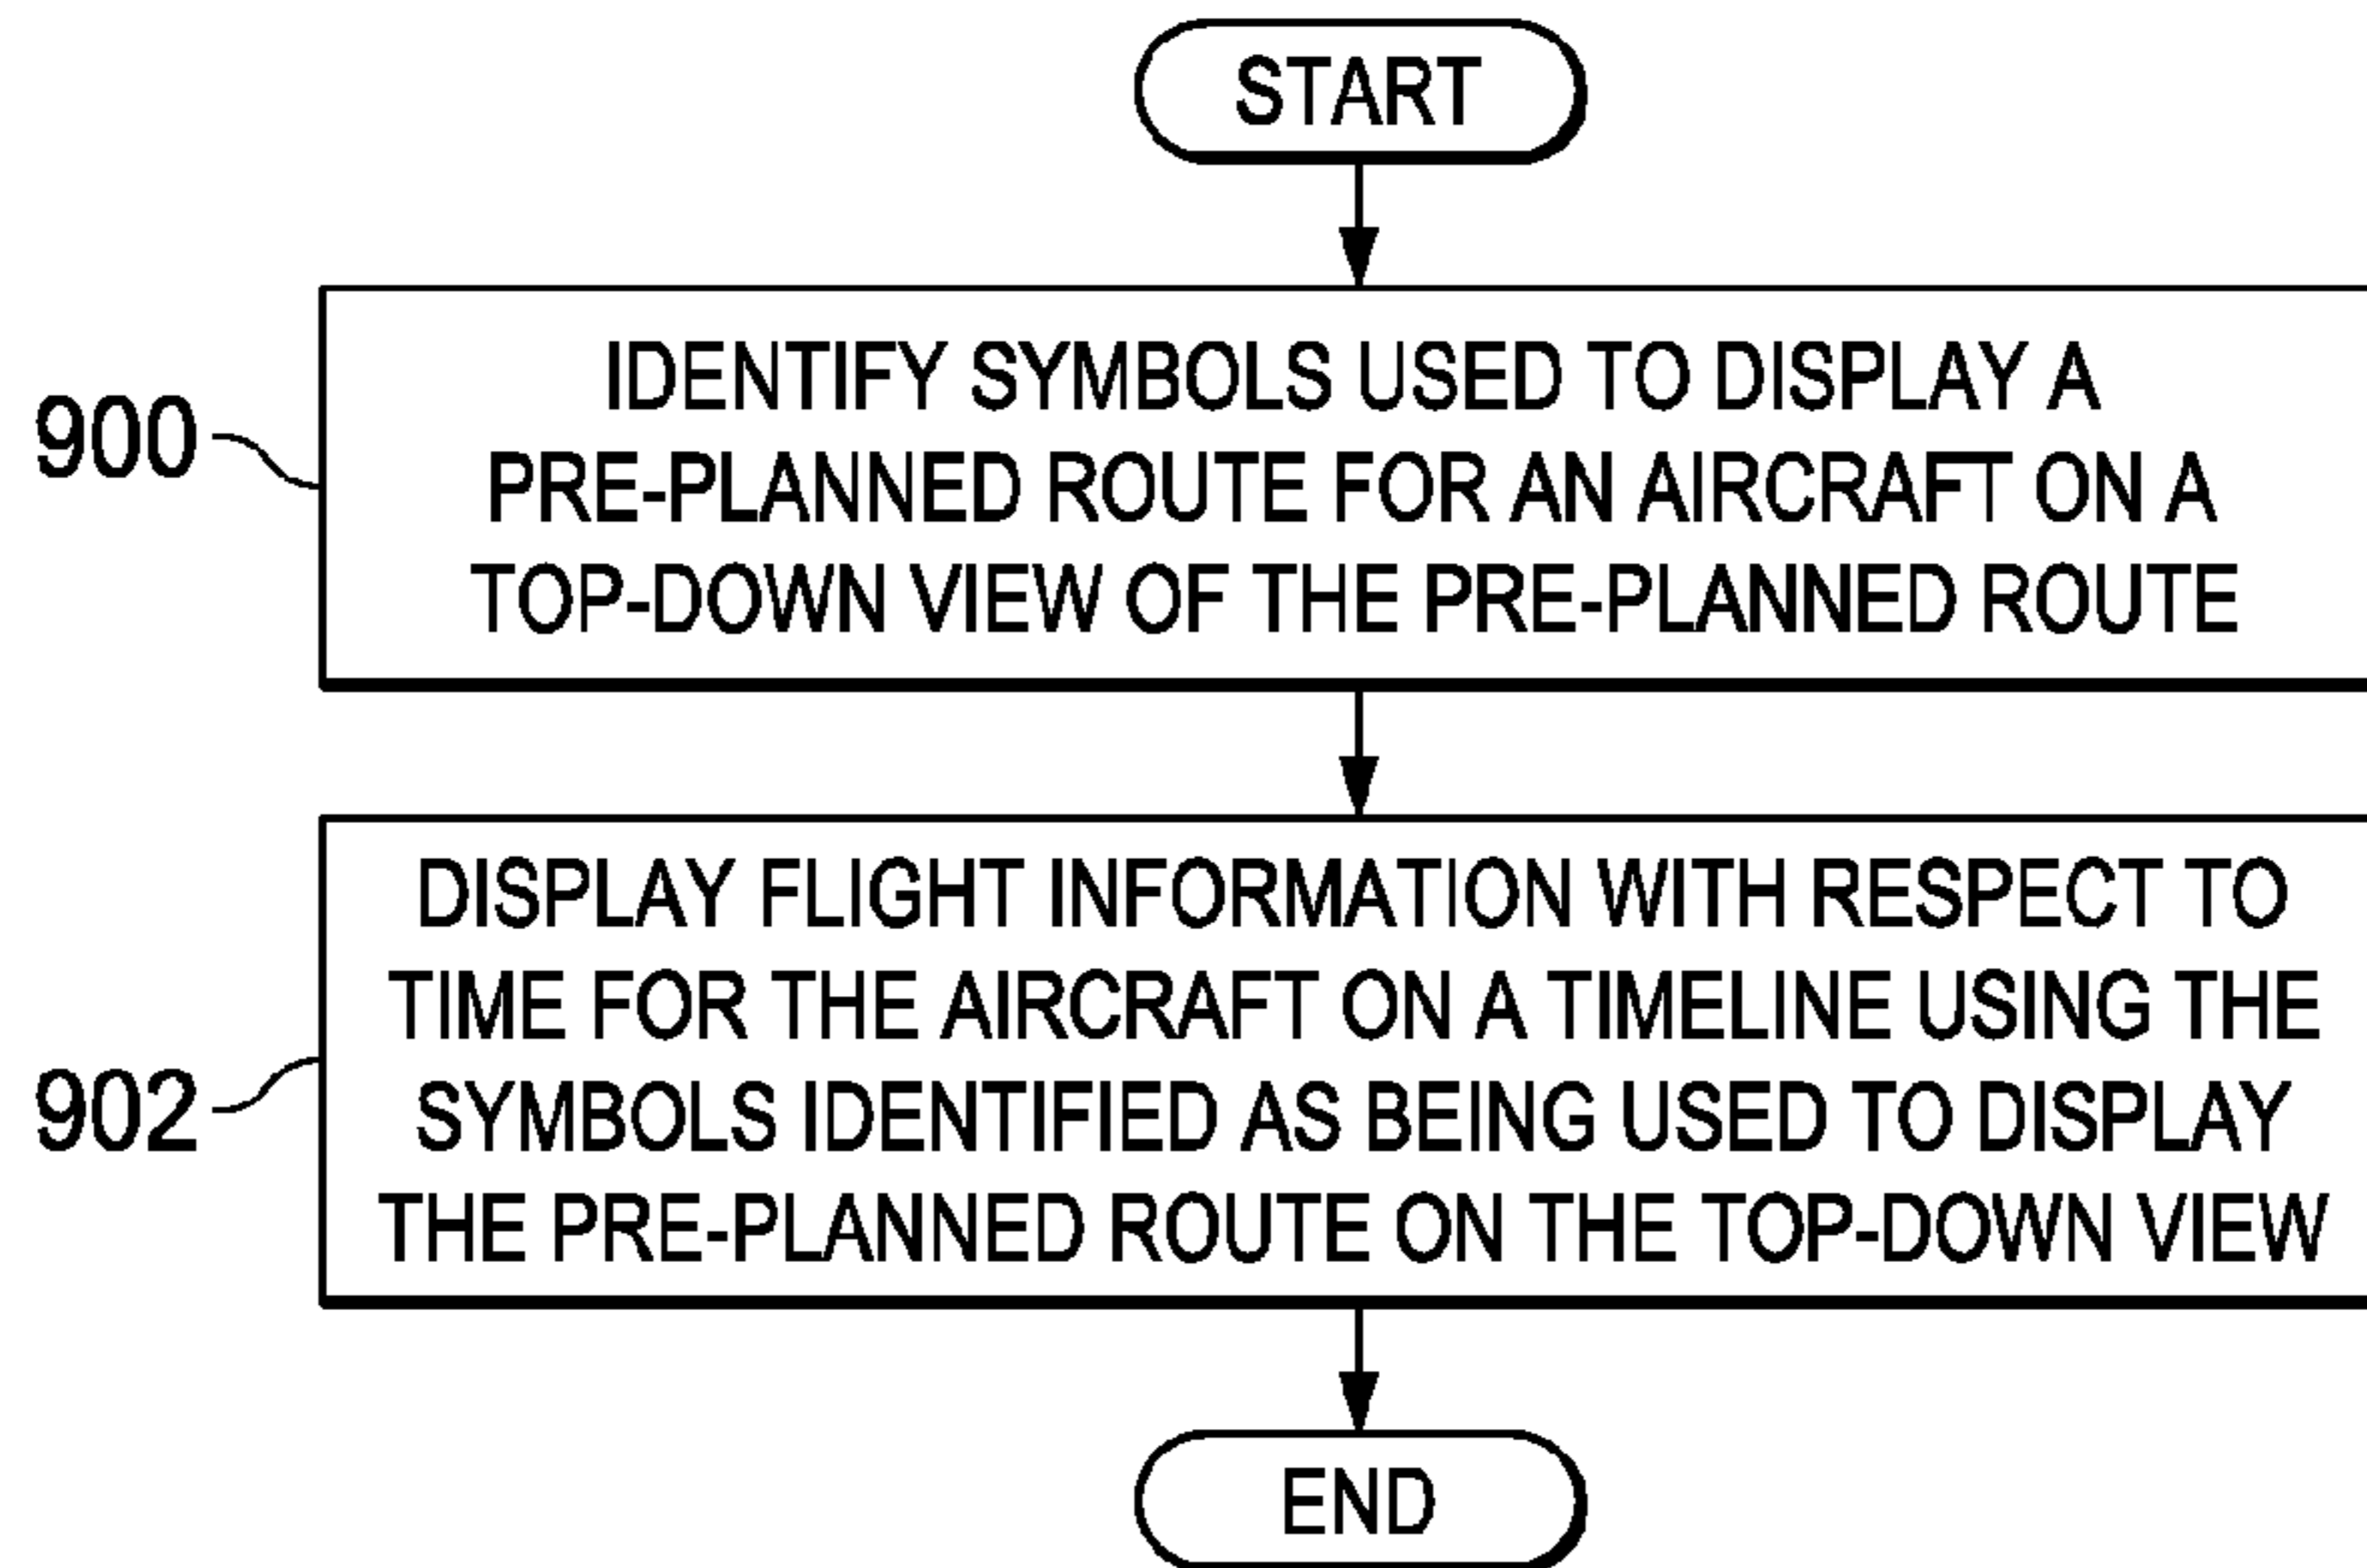 START
900
IDENTIFY SYMBOLS USED TO DISPLAY A
PRE-PLANNED ROUTE FOR AN AIRCRAFT ON A
TOP-DOWN VIEW OF THE PRE-PLANNED ROUTE
902
DISPLAY FLIGHT INFORMATION WITH RESPECT TO
TIME FOR THE AIRCRAFT ON A TIMELINE USING THE
SYMBOLS IDENTIFIED AS BEING USED TO DISPLAY
THE PRE-PLANNED ROUTE ON THE TOP-DOWN VIEW
END